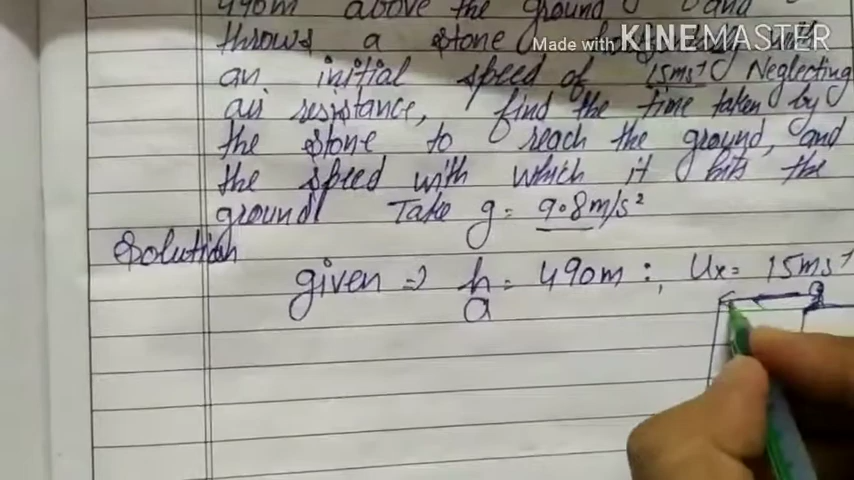 490m above the ground and
throws a stone horizontally with
Made with KINEMASTER
an initial speed of 15ms⁻¹ Neglecting
air resistance, find the time taken by
the stone to reach the ground, and
the speed with which it hits the
ground. Take g = 9.8m/s²
Solution
given => h = 490m ; Ux = 15ms⁻¹
a